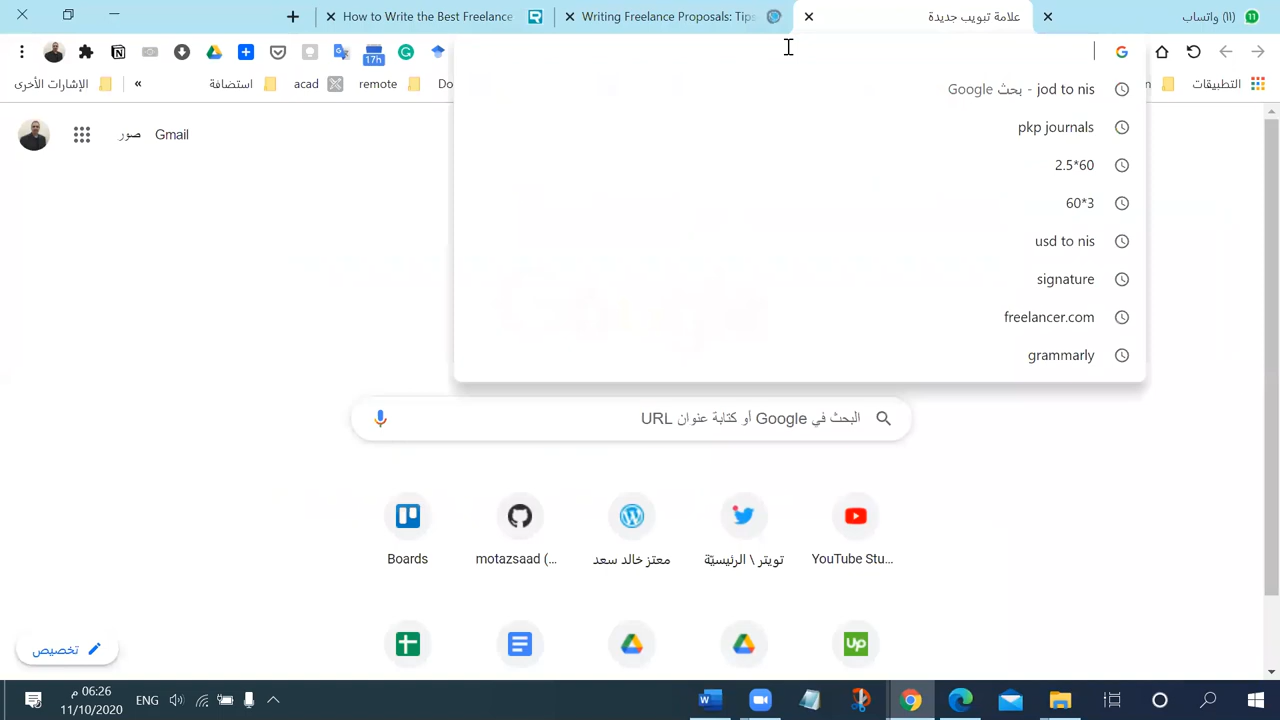 (11) واتساب
علامة تبويب جديدة
Writing Freelance Proposals: Tips
How to Write the Best Freelance
17h
التطبيقات
Do
remote
acad
استضافة
»
الإشارات الأخرى
jod to nis - بحث Google
pkp journals
2.5*60
60*3
usd to nis
signature
freelancer.com
grammarly
Gmail
صور
البحث في Google أو كتابة عنوان URL
YouTube Stu...
تويتر \ الرئيسيّة
معتز خالد سعد
motazsaad (...
Boards
تخصيص
ENG
06:26 م
11/10/2020